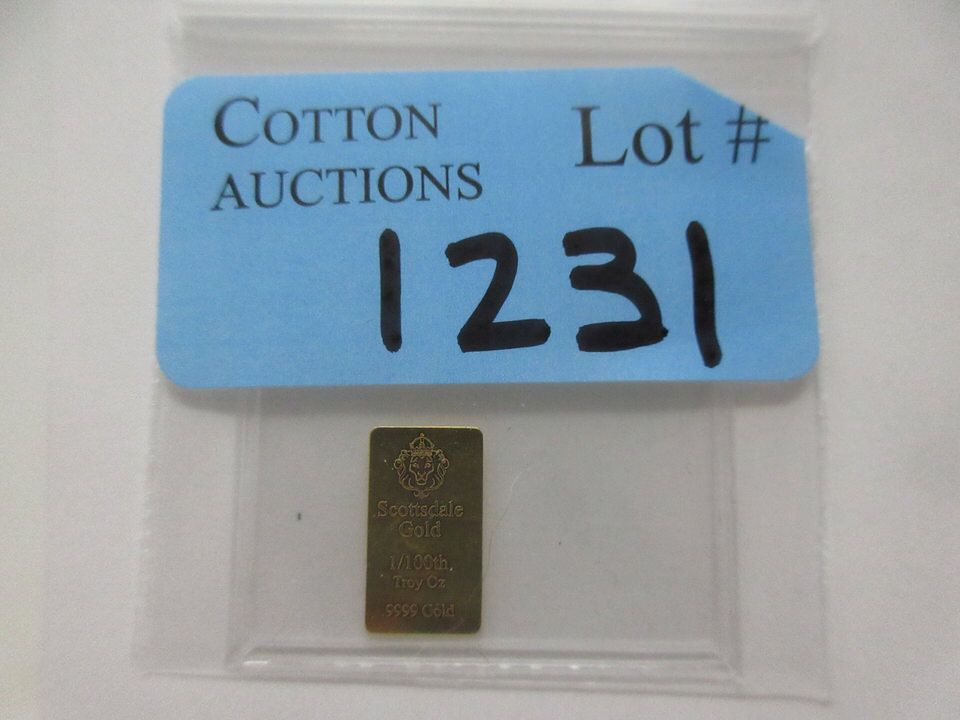 COTTON
AUCTIONS
Lot #
1231
Scottsdale
Gold
1/100th
Troy Oz
.9999 Gold